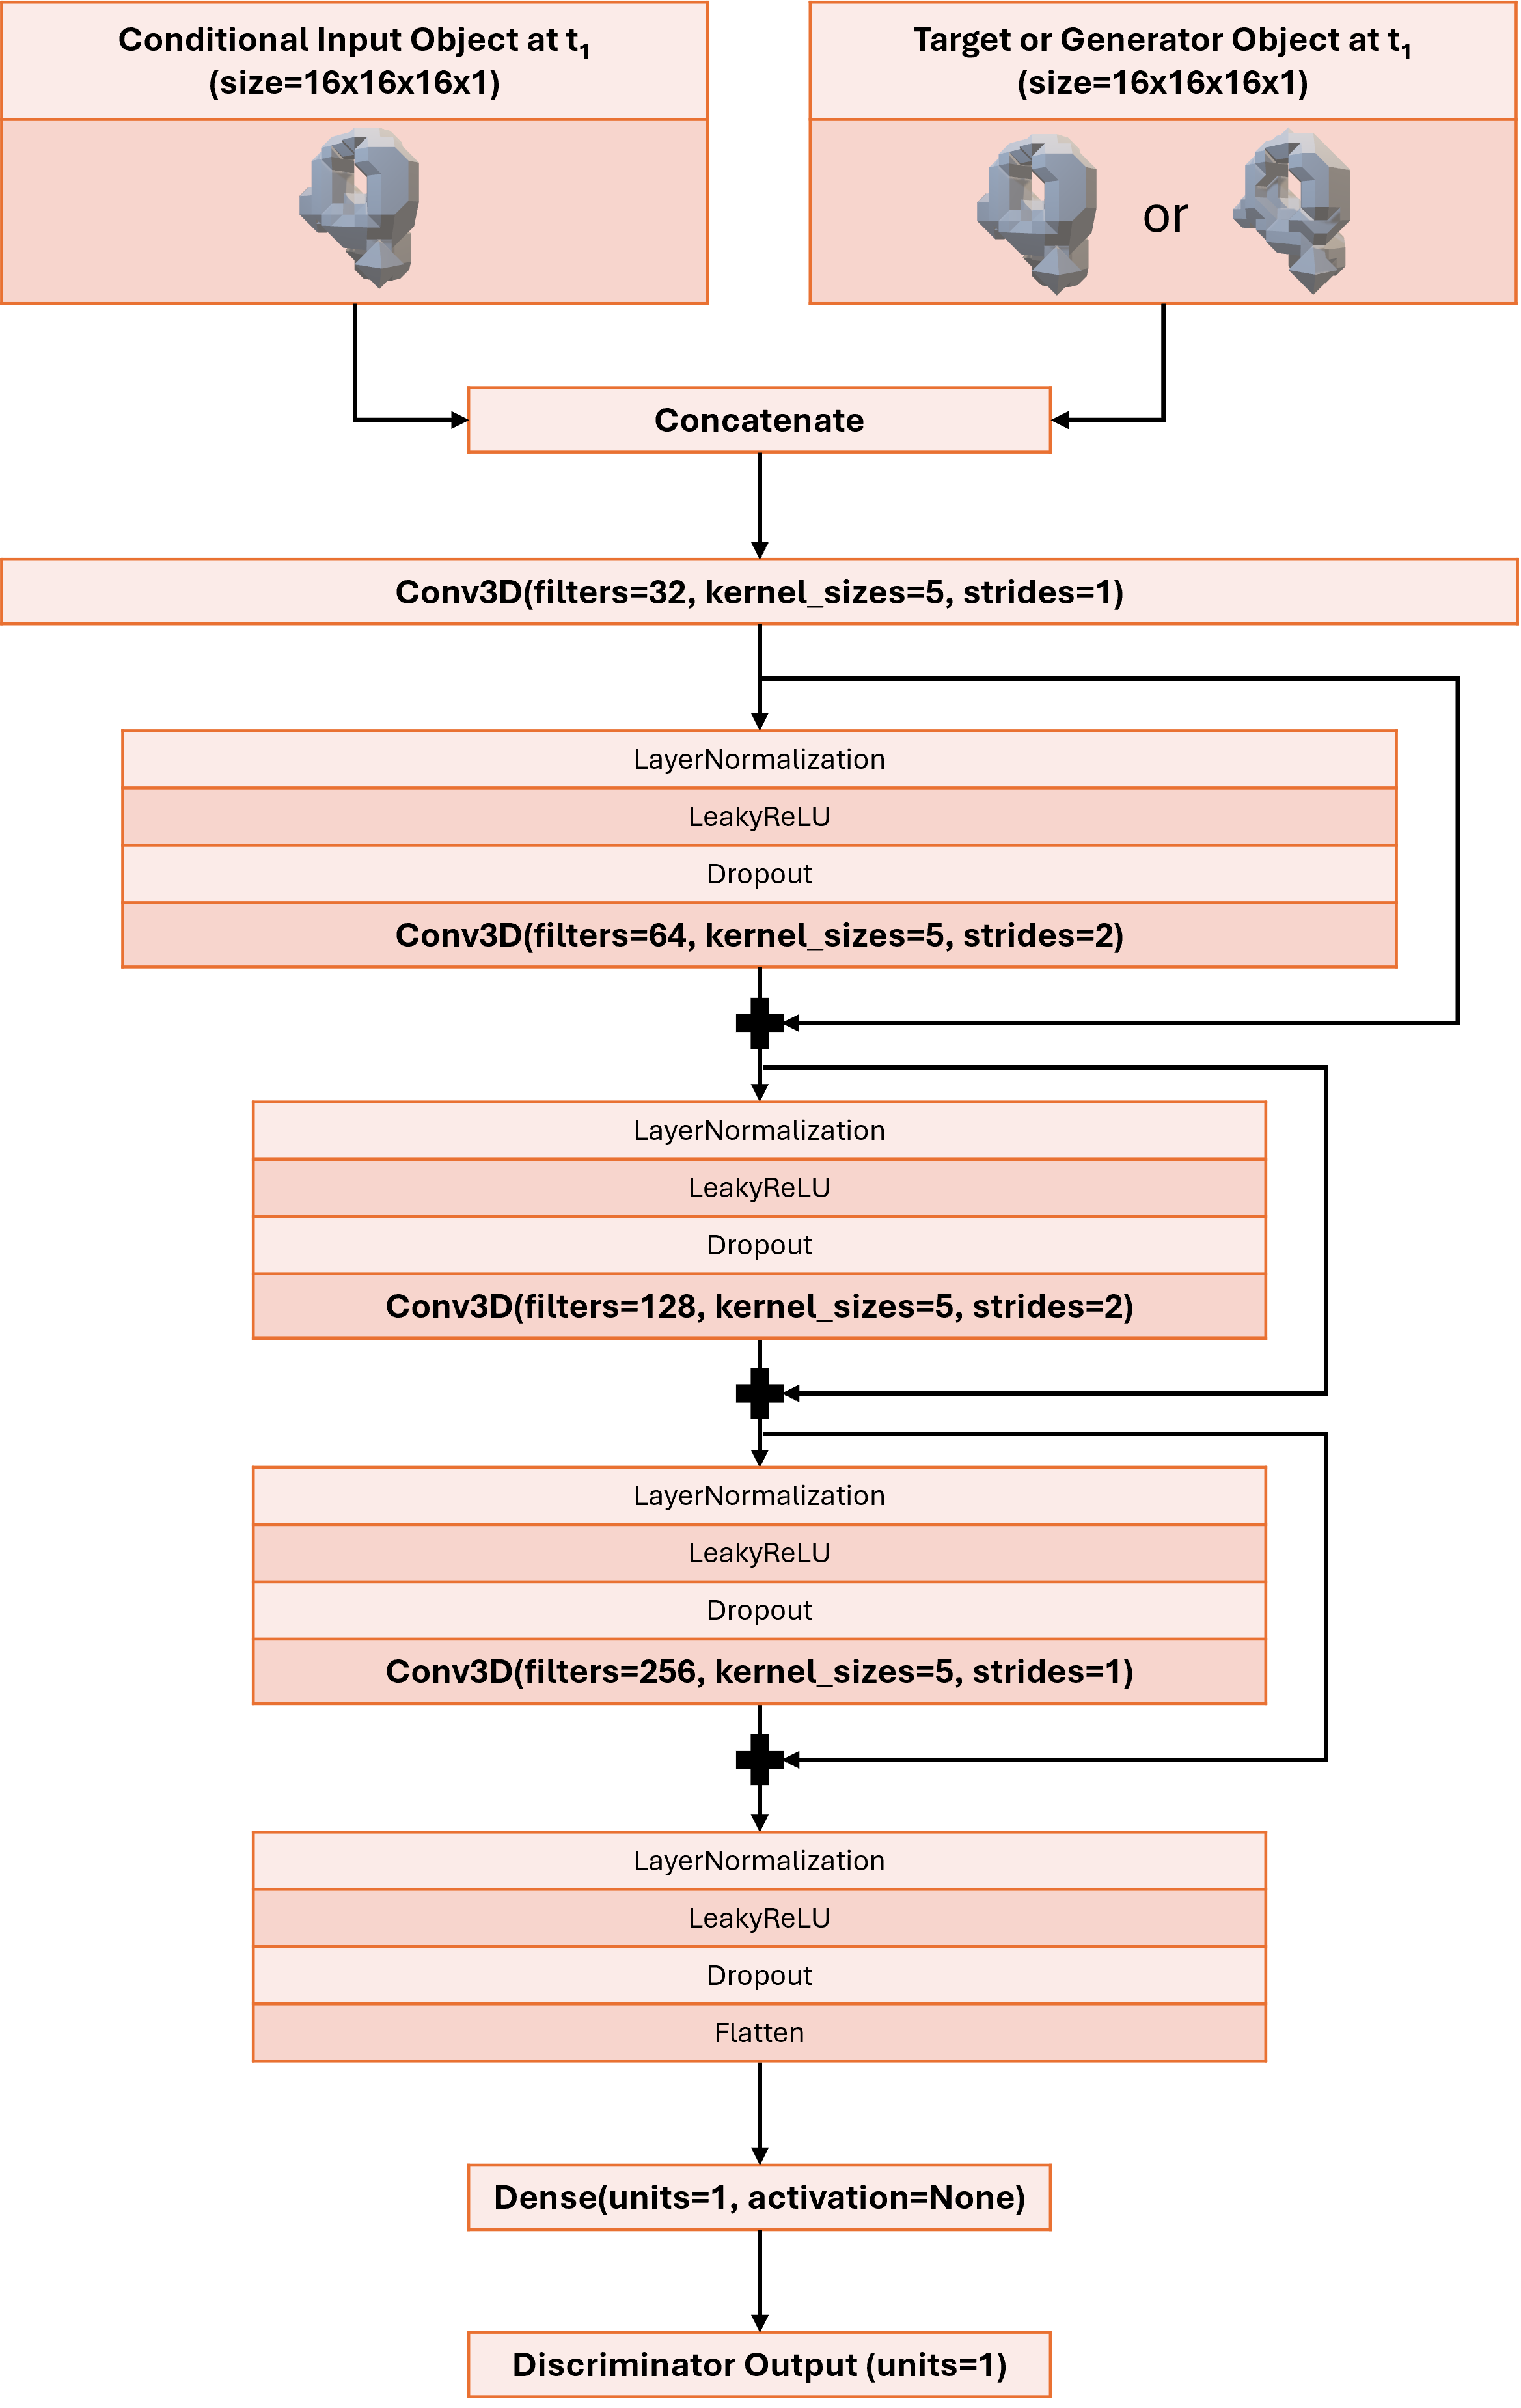 Conditional Input Object at t₁
(size=16x16x16x1)
Target or Generator Object at t₁
(size=16x16x16x1)
or
Concatenate
Conv3D(filters=32, kernel_sizes=5, strides=1)
LayerNormalization
LeakyReLU
Dropout
Conv3D(filters=64, kernel_sizes=5, strides=2)
LayerNormalization
LeakyReLU
Dropout
Conv3D(filters=128, kernel_sizes=5, strides=2)
LayerNormalization
LeakyReLU
Dropout
Conv3D(filters=256, kernel_sizes=5, strides=1)
LayerNormalization
LeakyReLU
Dropout
Flatten
Dense(units=1, activation=None)
Discriminator Output (units=1)